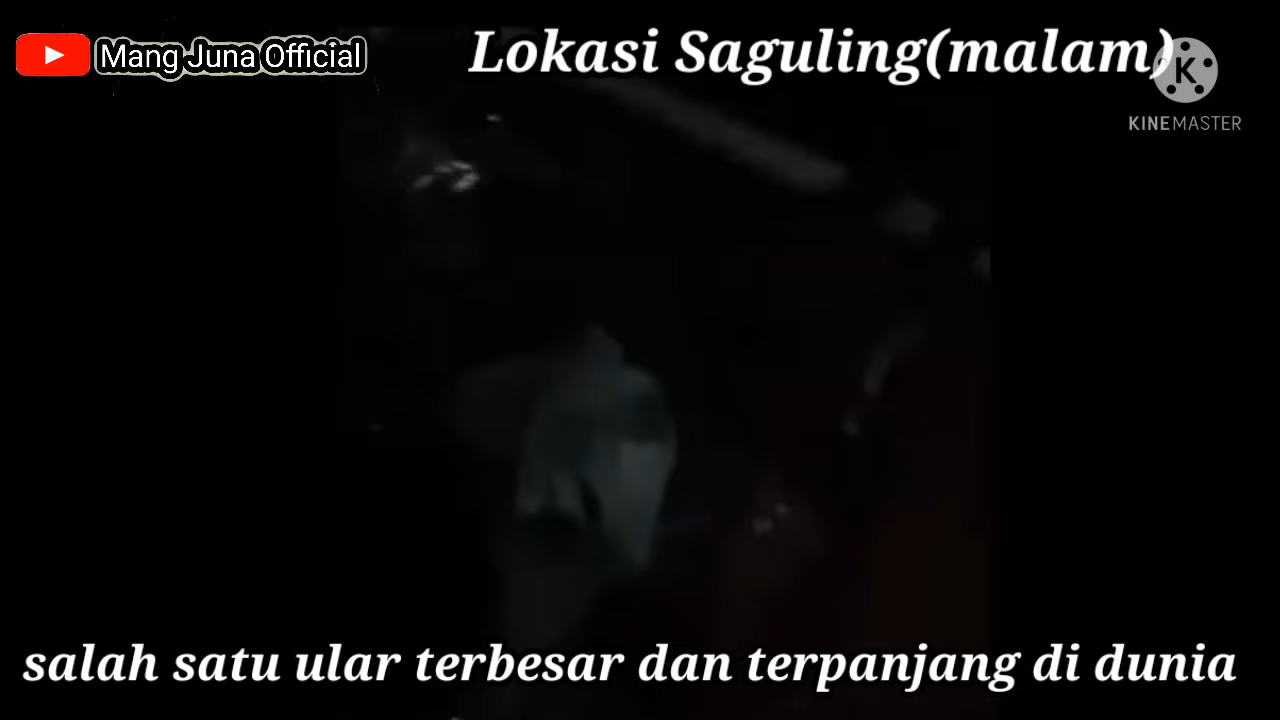 Mang Juna Official
Lokasi Saguling(malam)
K
KINEMASTER
salah satu ular terbesar dan terpanjang di dunia